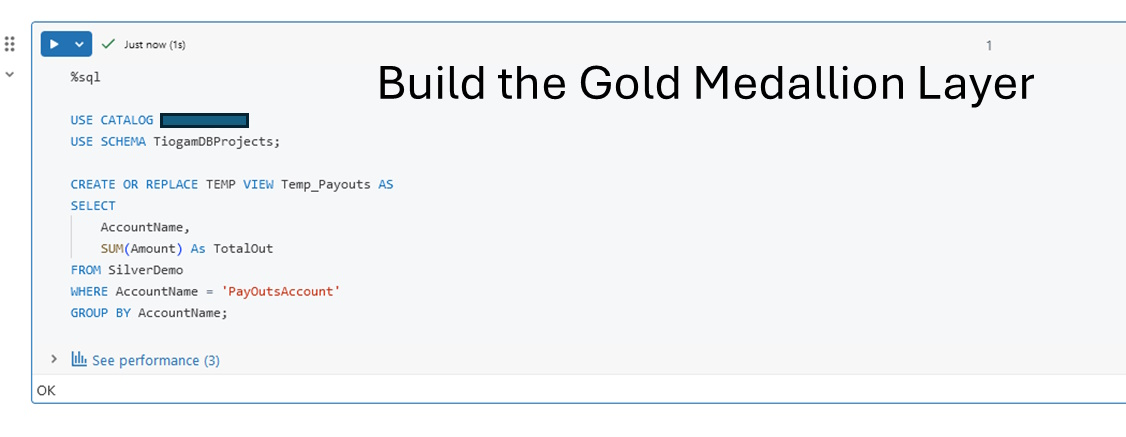 Just now (1s)
1
%sql
Build the Gold Medallion Layer
USE CATALOG
USE SCHEMA TiogamDBProjects;
CREATE OR REPLACE TEMP VIEW Temp_Payouts AS
SELECT
AccountName,
SUM(Amount) As TotalOut
FROM SilverDemo
WHERE AccountName = 'PayOutsAccount'
GROUP BY AccountName;
See performance (3)
OK